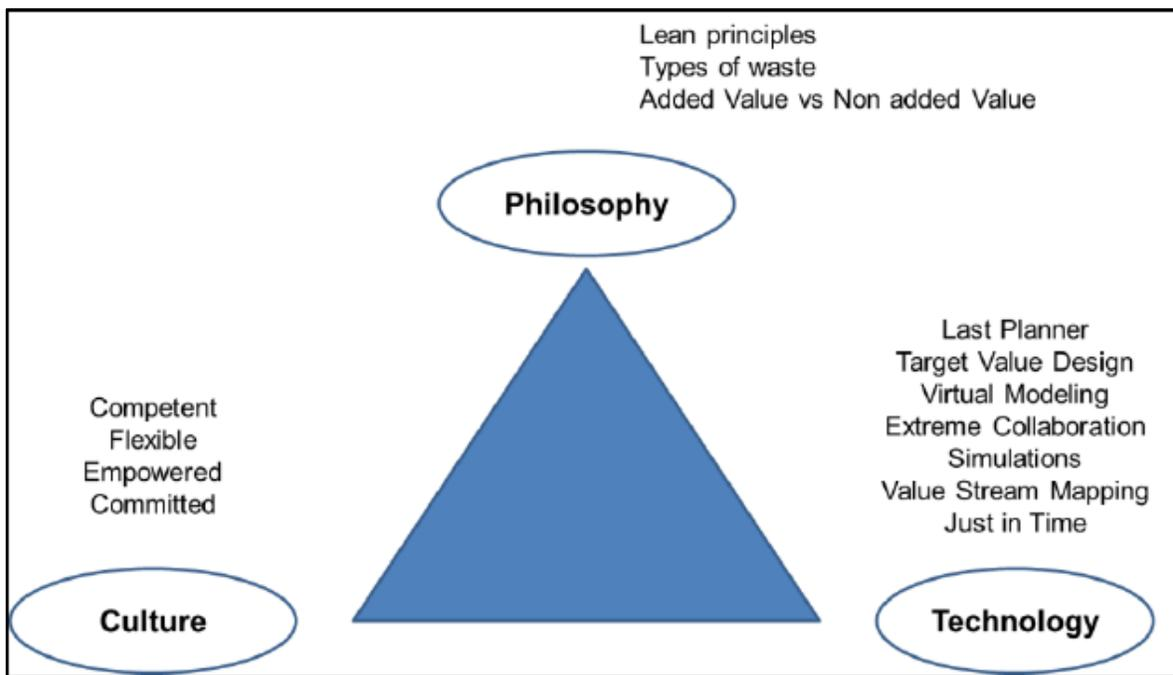 Lean principles
Types of waste
Added Value vs Non added Value
Philosophy
Last Planner
Target Value Design
Virtual Modeling
Extreme Collaboration
Simulations
Value Stream Mapping
Just in Time
Competent
Flexible
Empowered
Committed
Culture
Technology